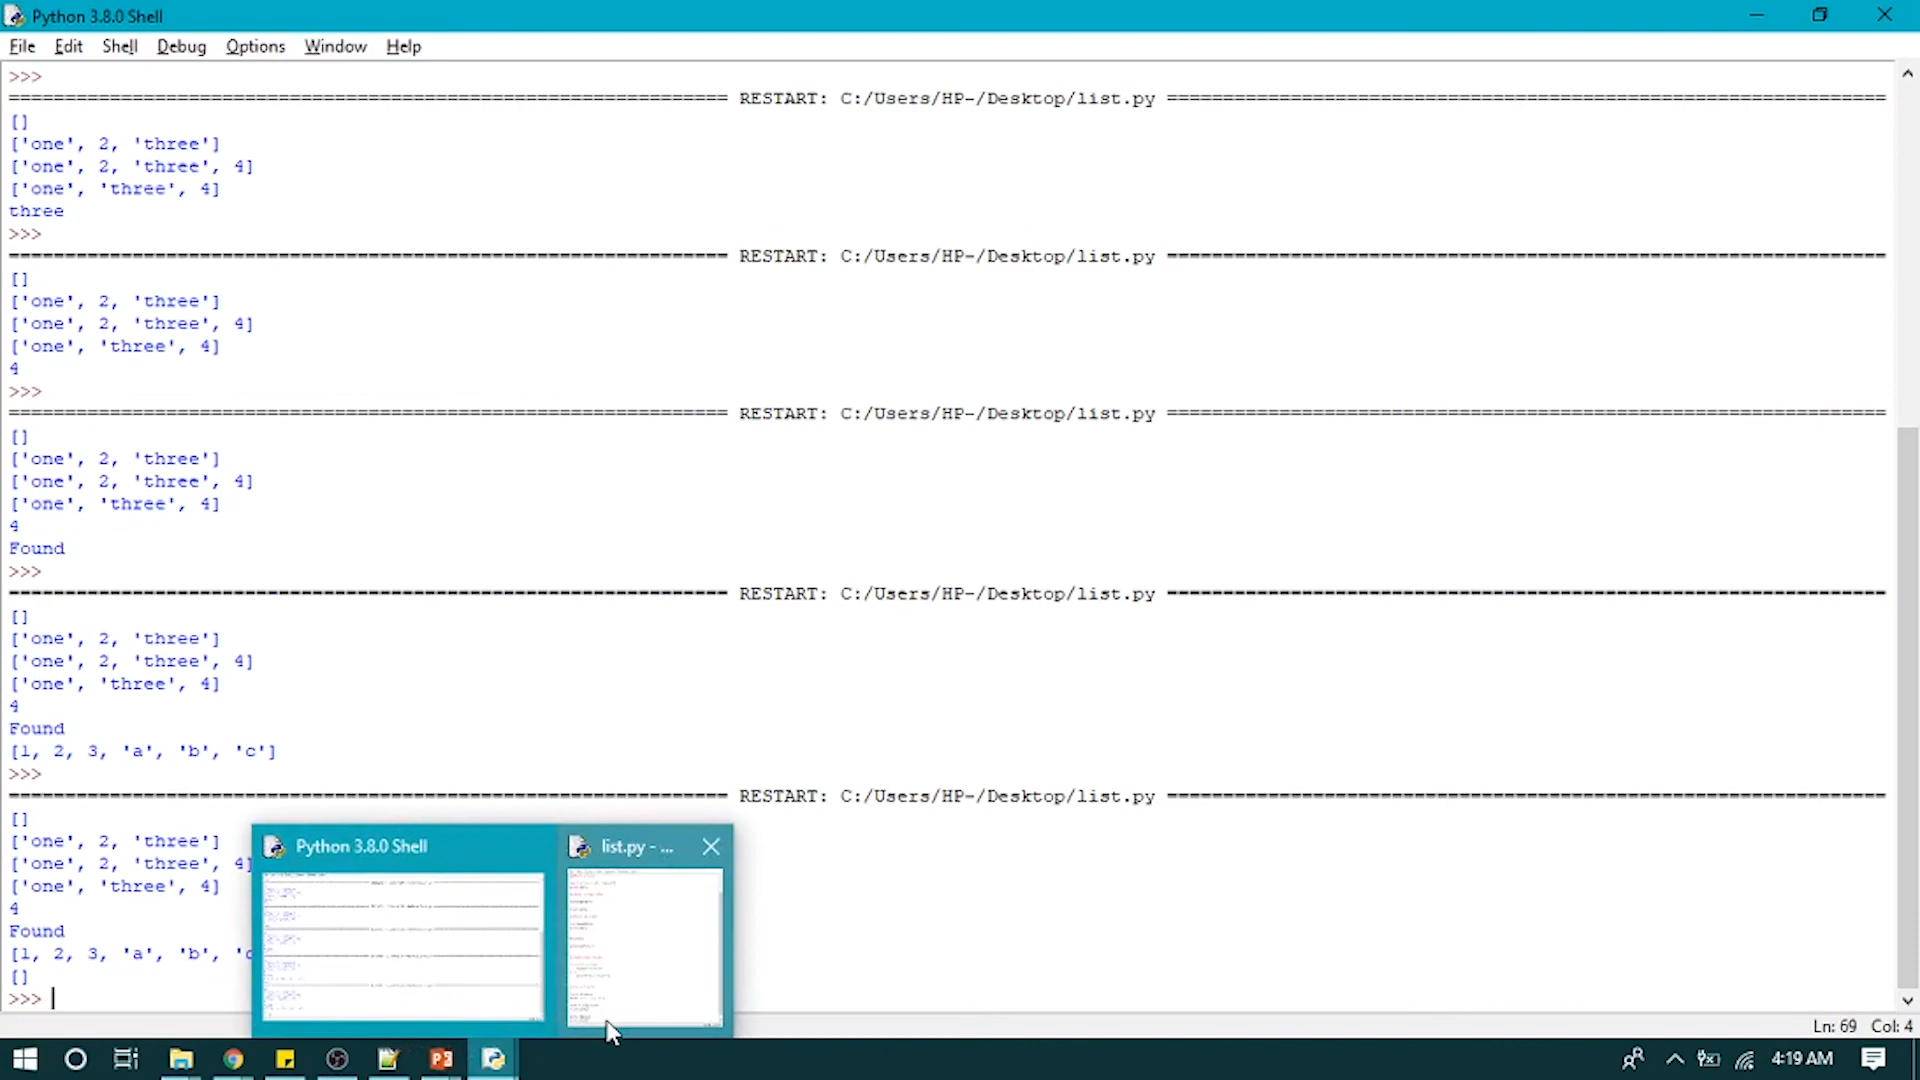 Python 3.8.0 Shell
File Edit Shell Debug Options Window Help
>>>
================================================================ RESTART: C:/Users/HP-/Desktop/list.py ================================================================
[]
['one', 2, 'three']
['one', 2, 'three', 4]
['one', 'three', 4]
three
>>>
================================================================ RESTART: C:/Users/HP-/Desktop/list.py ================================================================
[]
['one', 2, 'three']
['one', 2, 'three', 4]
['one', 'three', 4]
4
>>>
================================================================ RESTART: C:/Users/HP-/Desktop/list.py ================================================================
[]
['one', 2, 'three']
['one', 2, 'three', 4]
['one', 'three', 4]
4
Found
>>>
================================================================ RESTART: C:/Users/HP-/Desktop/list.py ================================================================
[]
['one', 2, 'three']
['one', 2, 'three', 4]
['one', 'three', 4]
4
Found
[1, 2, 3, 'a', 'b', 'c']
>>>
================================================================ RESTART: C:/Users/HP-/Desktop/list.py ================================================================
[]
['one', 2, 'three']
['one', 2, 'three', 4]
['one', 'three', 4]
4
Found
[1, 2, 3, 'a', 'b', 'c
[]
>>>
Python 3.8.0 Shell
list.py - ...
Ln: 69 Col: 4
4:19 AM